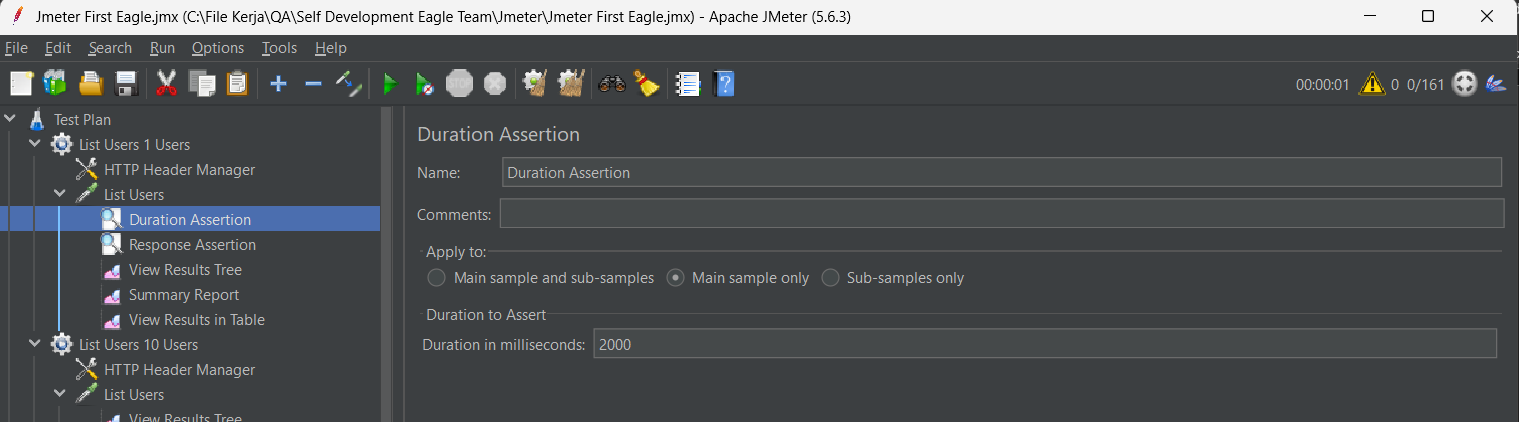 Jmeter First Eagle.jmx (C:\File Kerja\QA\Self Development Eagle Team\Jmeter\Jmeter First Eagle.jmx) - Apache JMeter (5.6.3)
File Edit Search Run Options Tools Help
STOP ? 00:00:01 0 0/161
Test Plan
List Users 1 Users
HTTP Header Manager
List Users
Duration Assertion
Response Assertion
View Results Tree
Summary Report
View Results in Table
List Users 10 Users
HTTP Header Manager
List Users
View Results Tree
Duration Assertion
Name: Duration Assertion
Comments:
Apply to:
Main sample and sub-samples Main sample only Sub-samples only
Duration to Assert
Duration in milliseconds: 2000